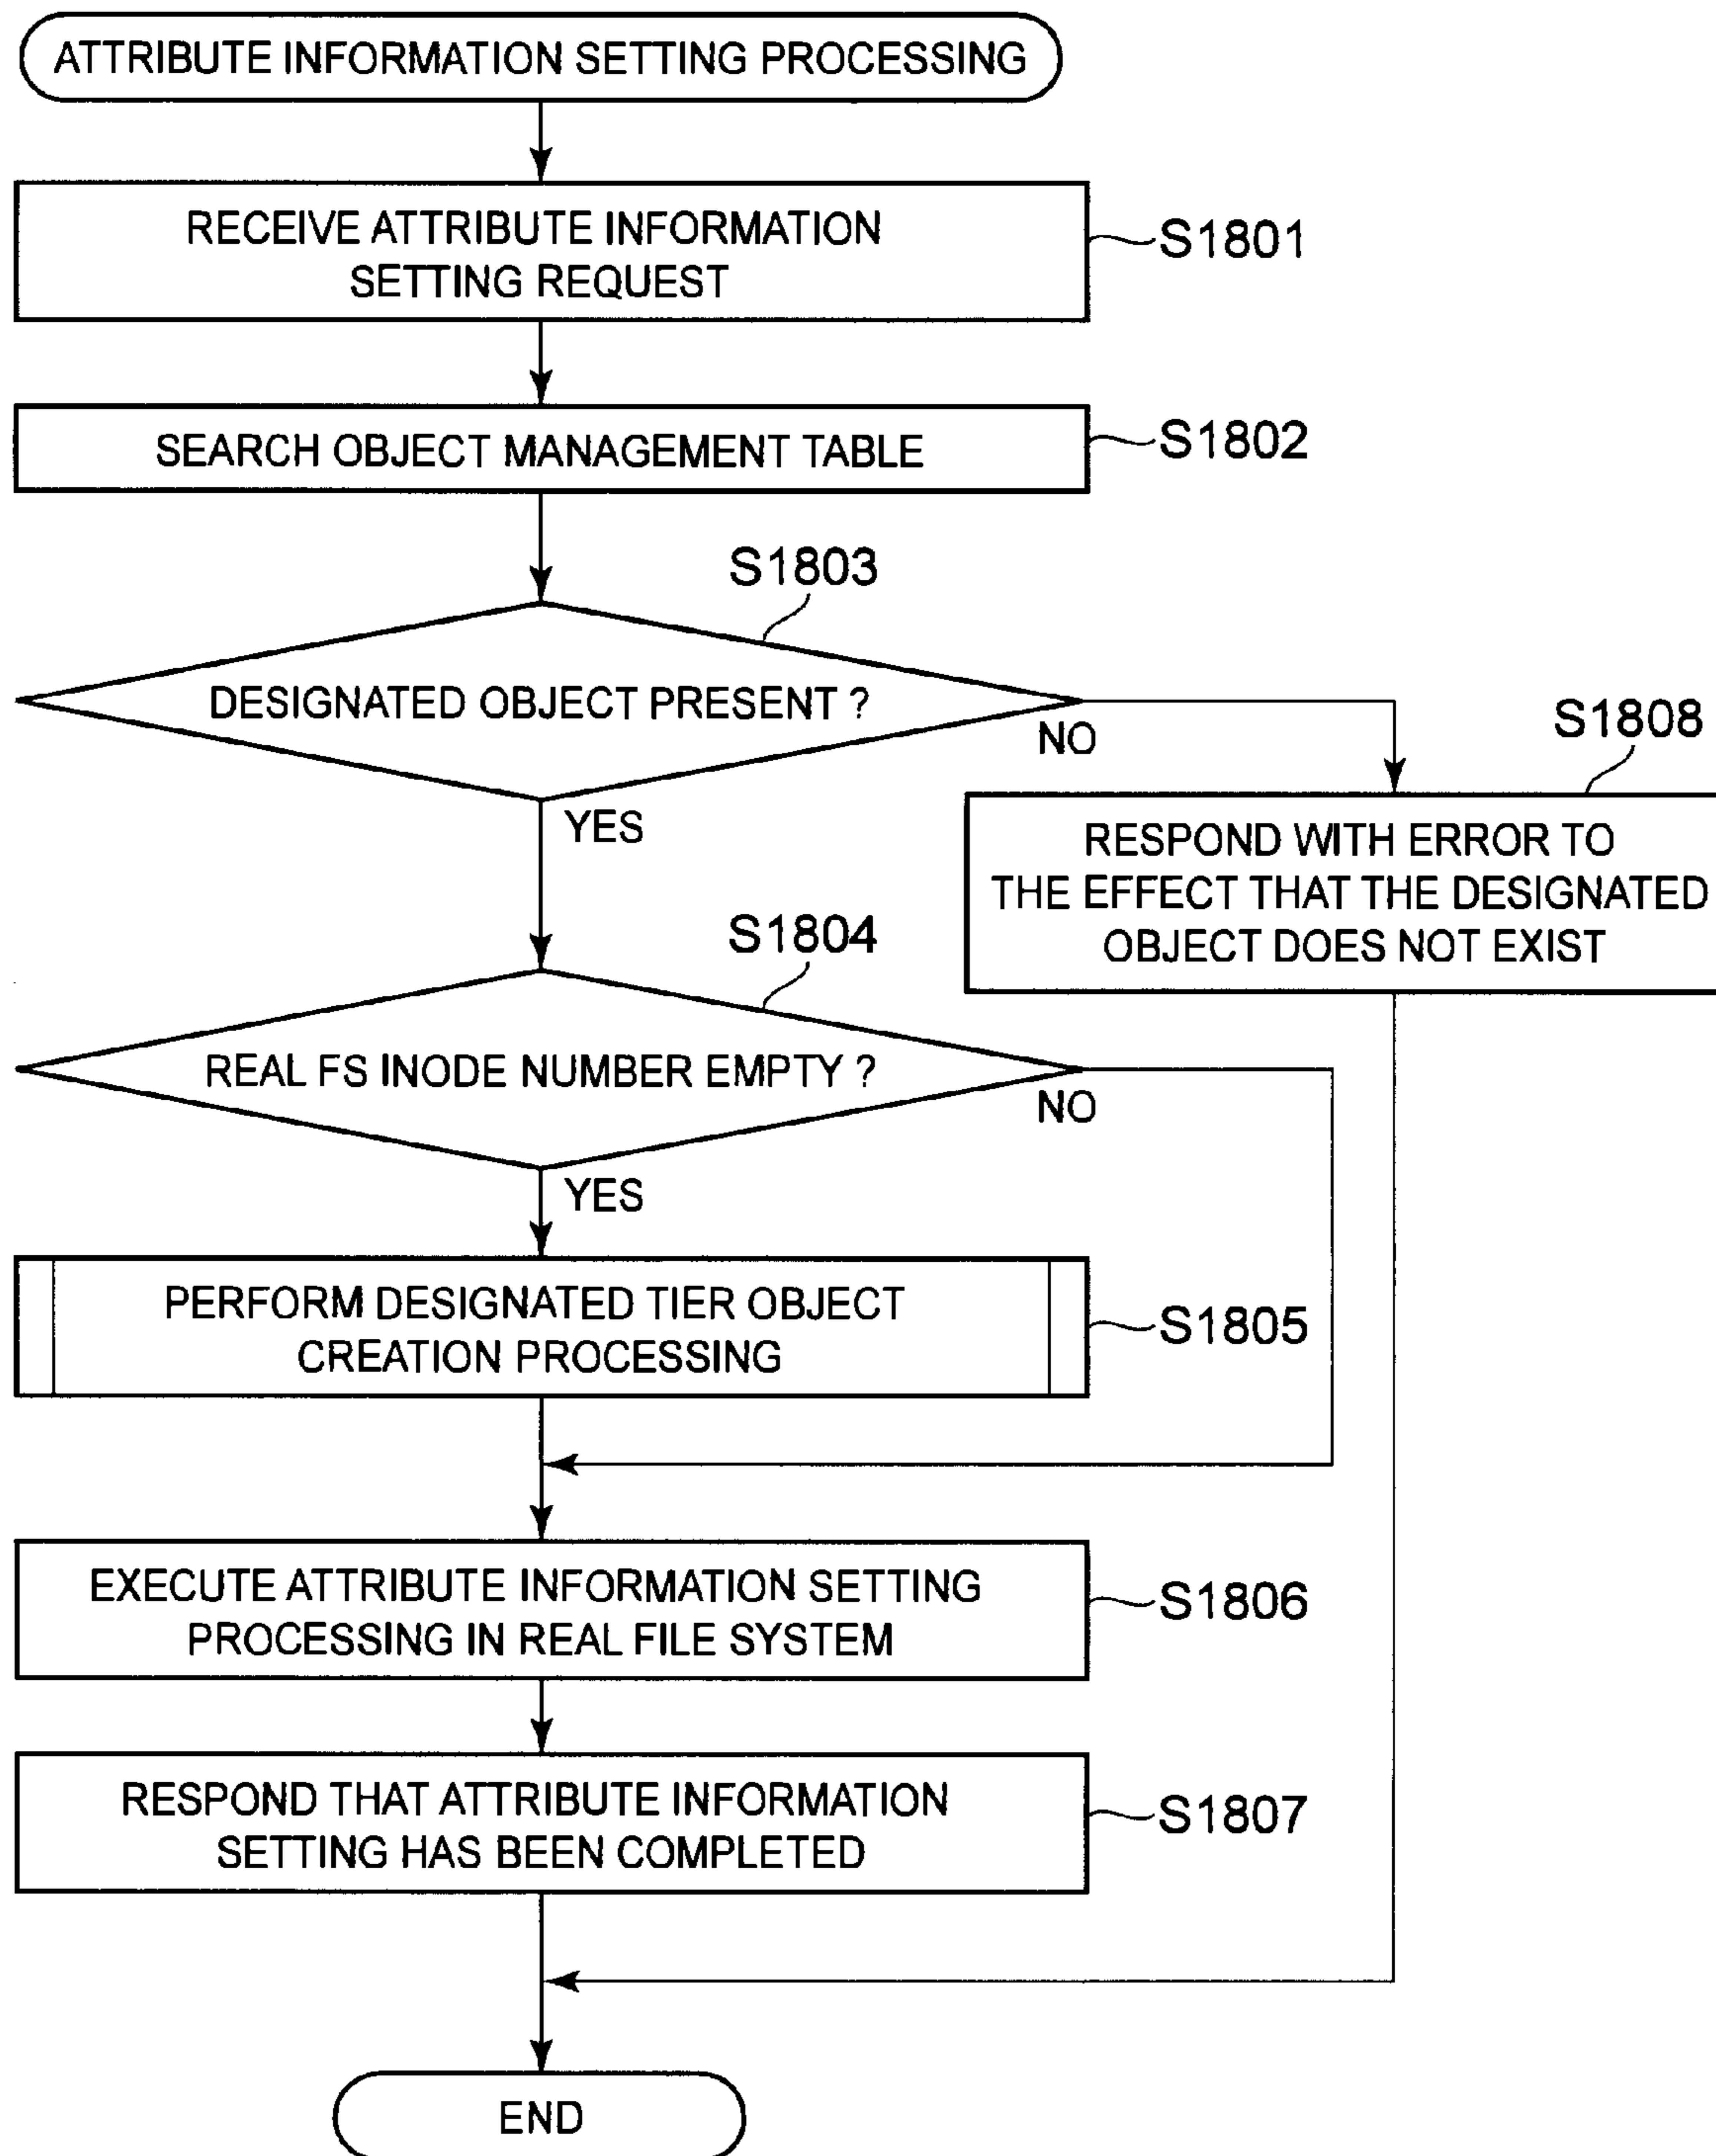 ATTRIBUTE INFORMATION SETTING PROCESSING
RECEIVE ATTRIBUTE INFORMATION
SETTING REQUEST
S1801
SEARCH OBJECT MANAGEMENT TABLE
S1802
S1803
DESIGNATED OBJECT PRESENT ?
NO
YES
S1808
RESPOND WITH ERROR TO
THE EFFECT THAT THE DESIGNATED
OBJECT DOES NOT EXIST
S1804
REAL FS INODE NUMBER EMPTY ?
NO
YES
PERFORM DESIGNATED TIER OBJECT
CREATION PROCESSING
S1805
EXECUTE ATTRIBUTE INFORMATION SETTING
PROCESSING IN REAL FILE SYSTEM
S1806
RESPOND THAT ATTRIBUTE INFORMATION
SETTING HAS BEEN COMPLETED
S1807
END